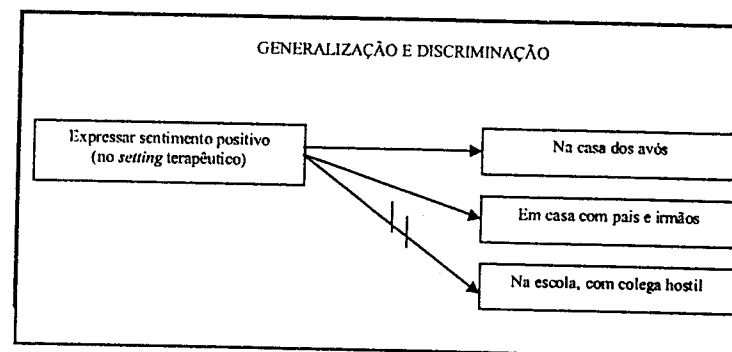 GENERALIZAÇÃO E DISCRIMINAÇÃO
Expressar sentimento positivo
(no setting terapêutico)
Na casa dos avós
Em casa com pais e irmãos
Na escola, com colega hostil